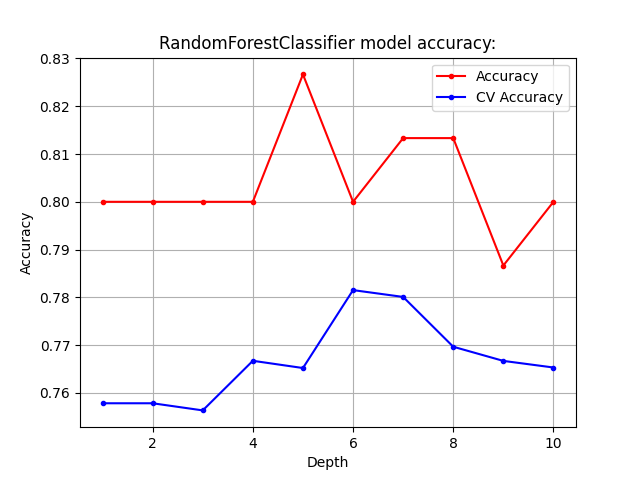 RandomForestClassifier model accuracy:
Accuracy
CV Accuracy
0.83
0.82
0.81
0.80
0.79
0.78
0.77
0.76
Accuracy
2 4 6 8 10
Depth